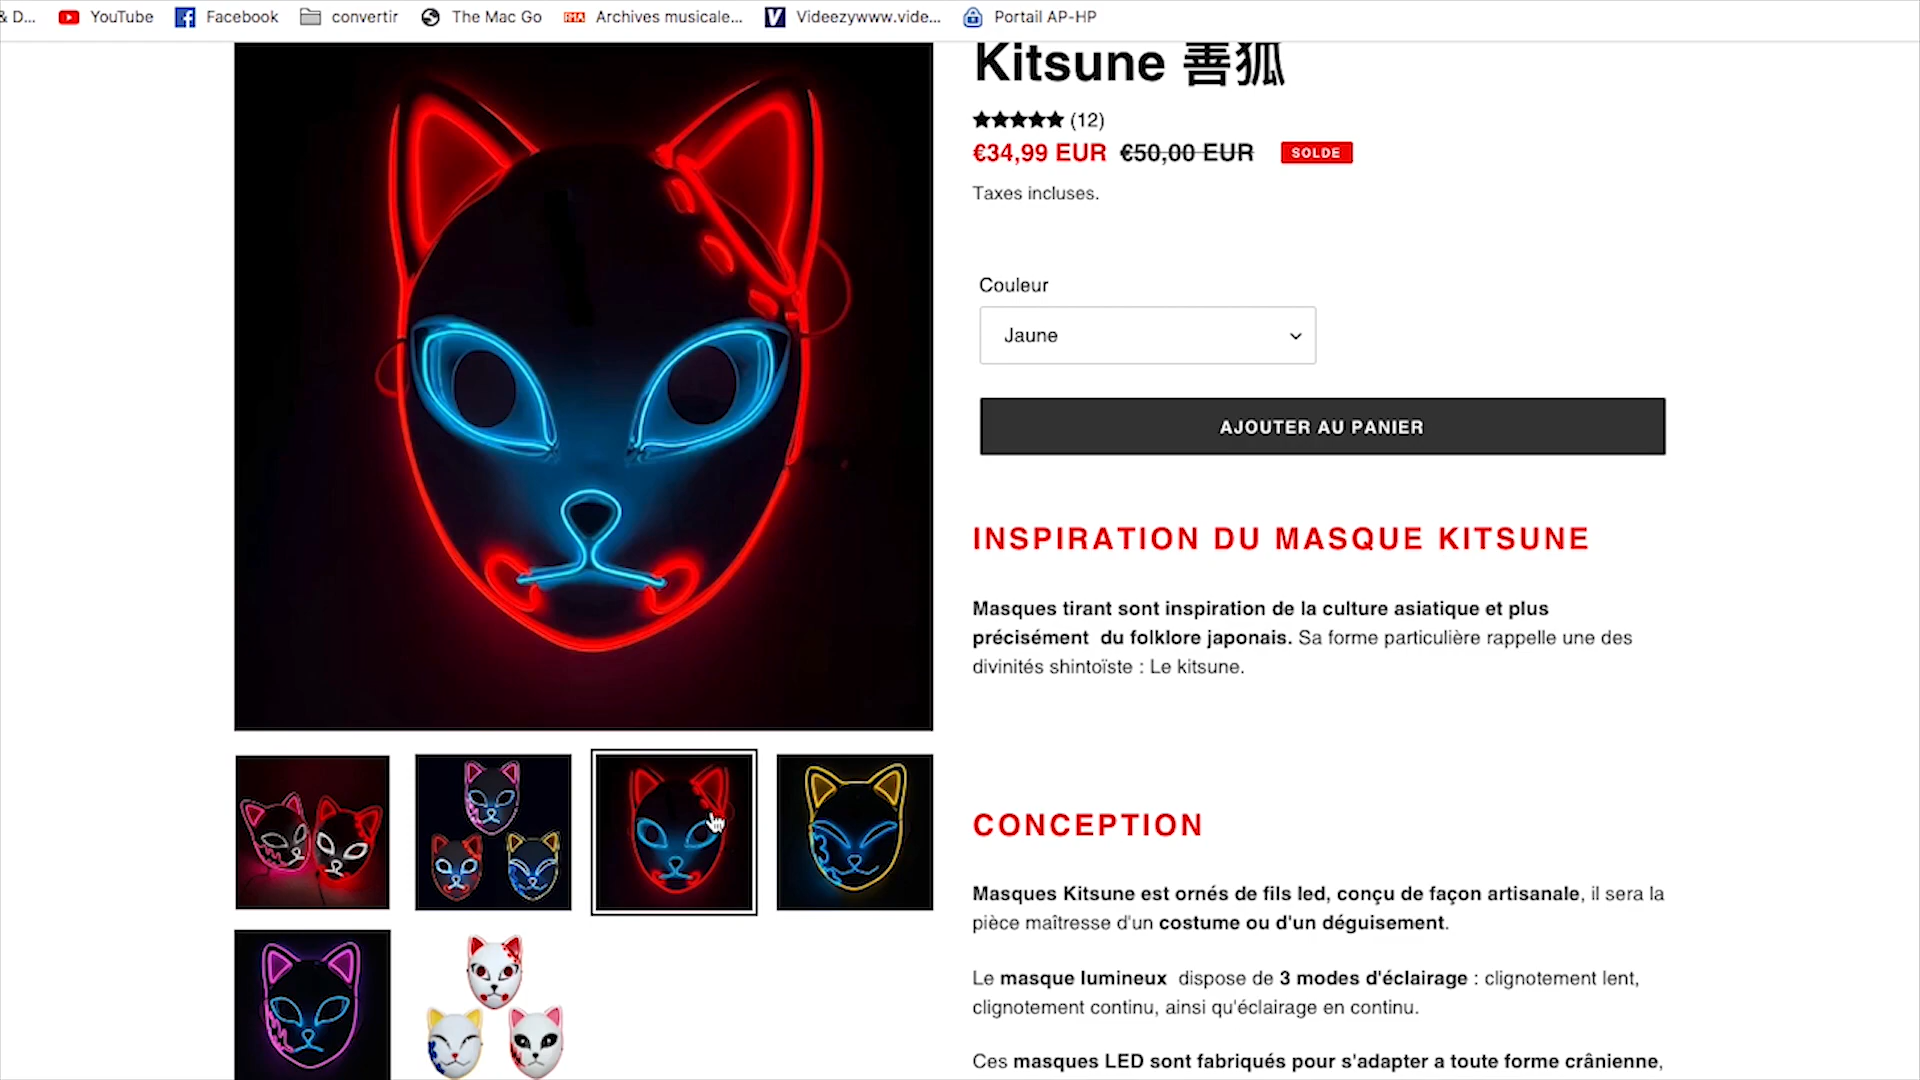 & D...
YouTube
Facebook
convertir
The Mac Go
RHA
Archives musicale...
Videezywww.vide...
Portail AP-HP
Kitsune 善狐
(12)
€34,99 EUR €50,00 EUR SOLDE
Taxes incluses.
Couleur
Jaune
AJOUTER AU PANIER
INSPIRATION DU MASQUE KITSUNE
Masques tirant sont inspiration de la culture asiatique et plus
précisément du folklore japonais. Sa forme particulière rappelle une des
divinités shintoïste : Le kitsune.
CONCEPTION
Masques Kitsune est ornés de fils led, conçu de façon artisanale, il sera la
pièce maîtresse d'un costume ou d'un déguisement.
Le masque lumineux dispose de 3 modes d'éclairage : clignotement lent,
clignotement continu, ainsi qu'éclairage en continu.
Ces masques LED sont fabriqués pour s'adapter a toute forme crânienne,